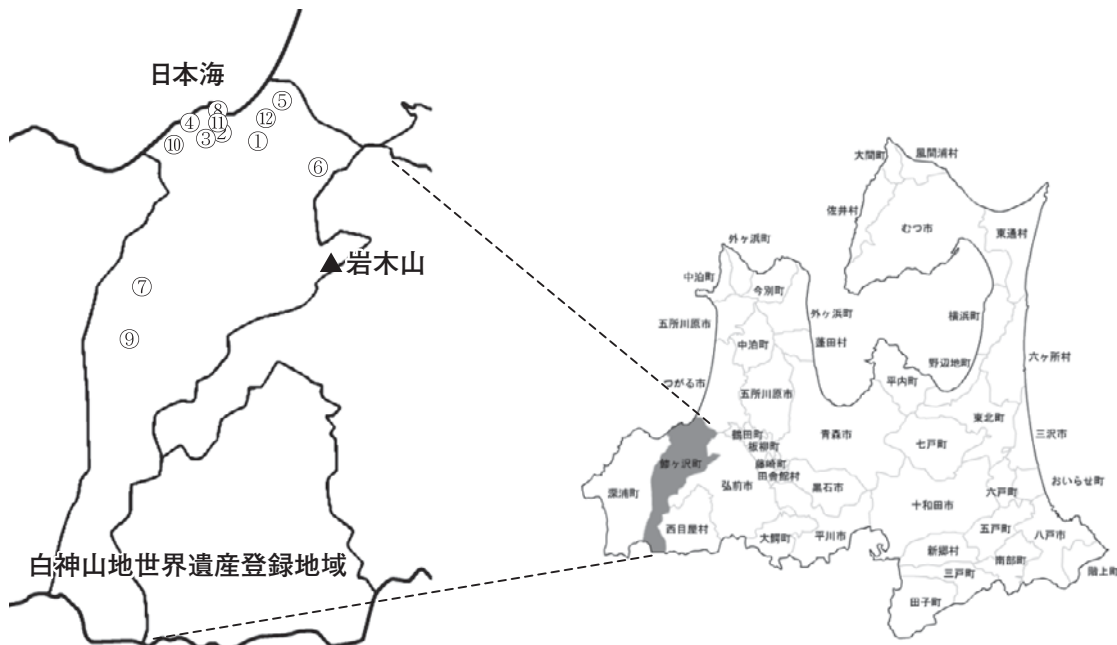 日本海
⑤
⑧
④
⑪
⑫
②
③
①
⑩
⑥
▲岩木山
⑦
⑨
白神山地世界遺産登録地域
大間町
風間浦村
佐井村
むつ市
東通村
外ヶ浜町
中泊町
今別町
五所川原市
外ヶ浜町
横浜町
中泊町
蓬田村
六ヶ所村
野辺地町
つがる市
平内町
五所川原市
東北町
鶴田町
青森市
七戸町
三沢市
板柳町
鰺ヶ沢町
藤崎町
田舎館村
おいらせ町
深浦町
弘前市
黒石市
六戸町
十和田市
西目屋村
五戸町
八戸市
大鰐町
平川市
新郷村
南部町
階上町
三戸町
田子町